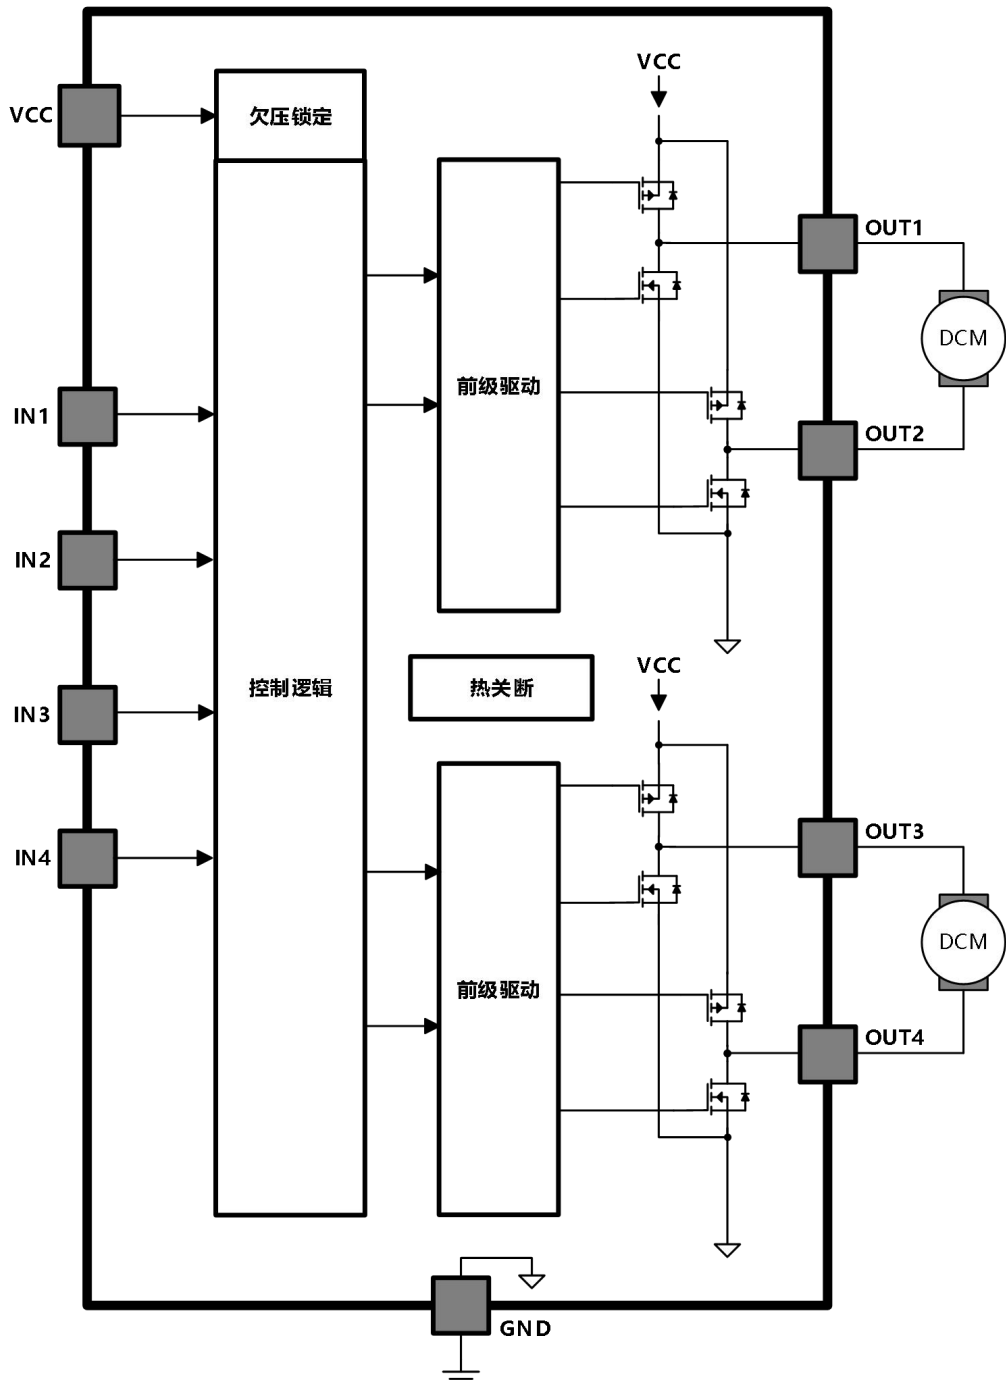 VCC
欠压锁定
VCC
OUT1
DCM
前级驱动
IN1
OUT2
IN2
VCC
控制逻辑
热关断
IN3
OUT3
IN4
DCM
前级驱动
OUT4
GND